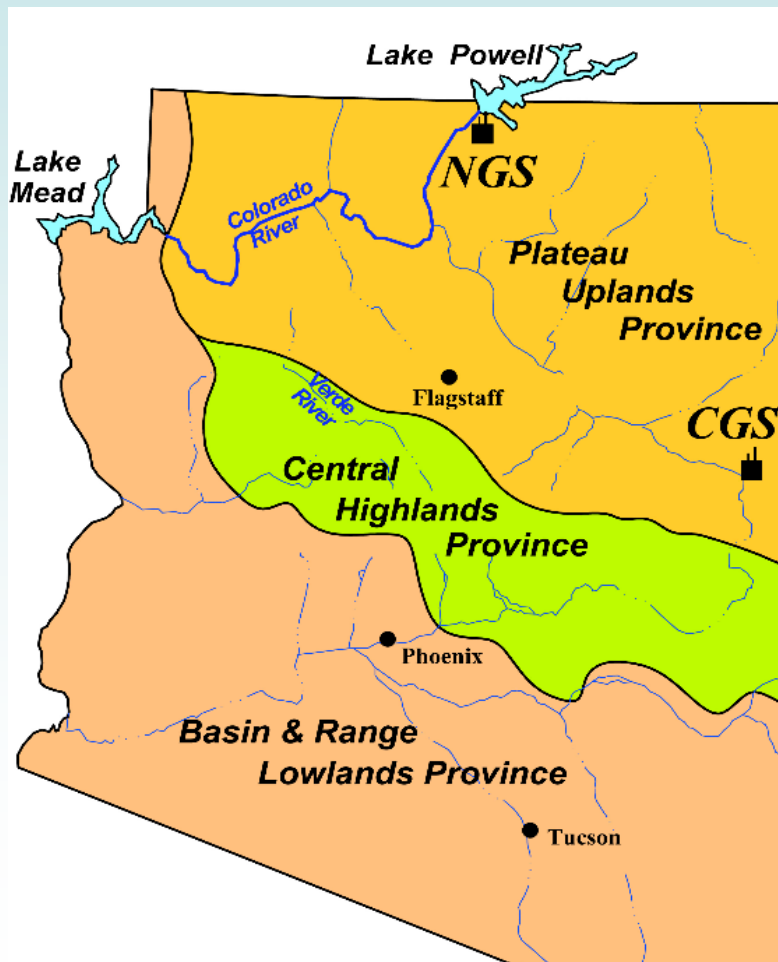 Lake Powell
NGS
Lake
Mead
Colorado
River
Plateau
Uplands
Province
Flagstaff
Verde
River
CGS
Central
Highlands
Province
Phoenix
Basin & Range
Lowlands Province
Tucson